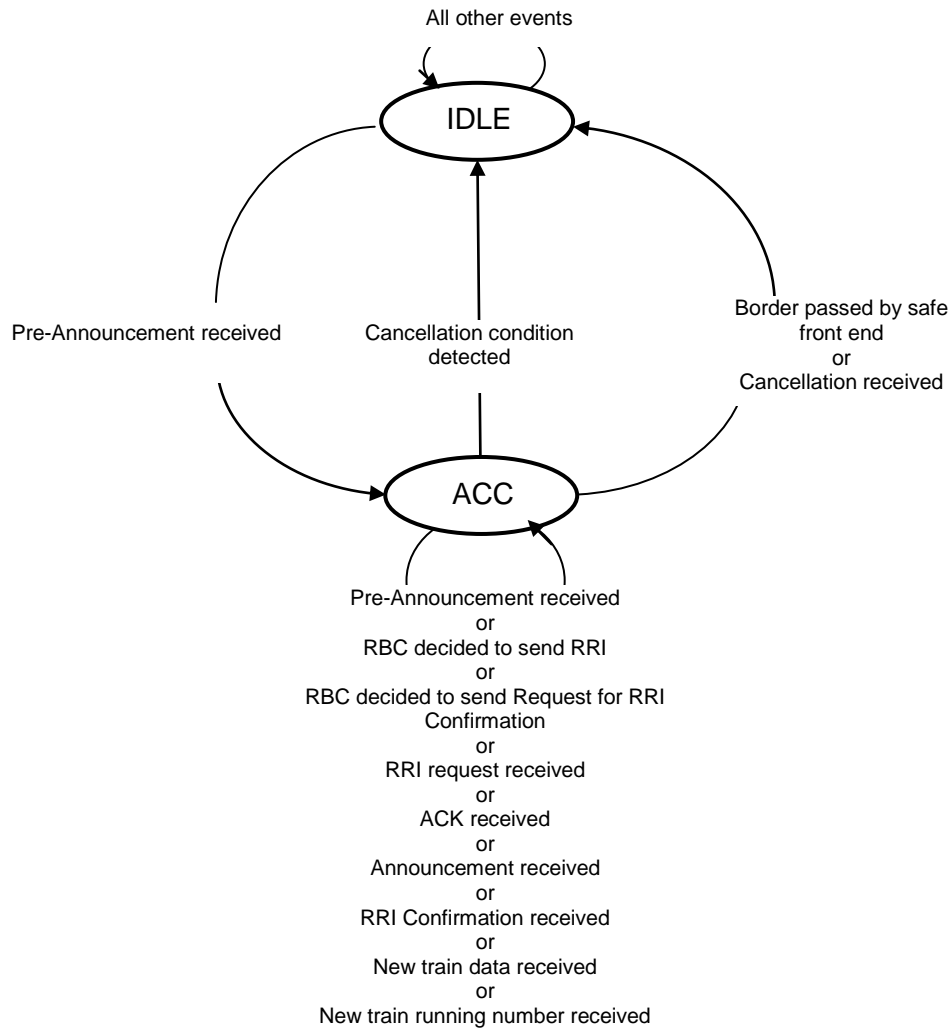 All other events
IDLE
Pre-Announcement received
Cancellation condition
detected
Border passed by safe
front end
or
Cancellation received
ACC
Pre-Announcement received
or
RBC decided to send RRI
or
RBC decided to send Request for RRI
Confirmation
or
RRI request received
or
ACK received
or
Announcement received
or
RRI Confirmation received
or
New train data received
or
New train running number received